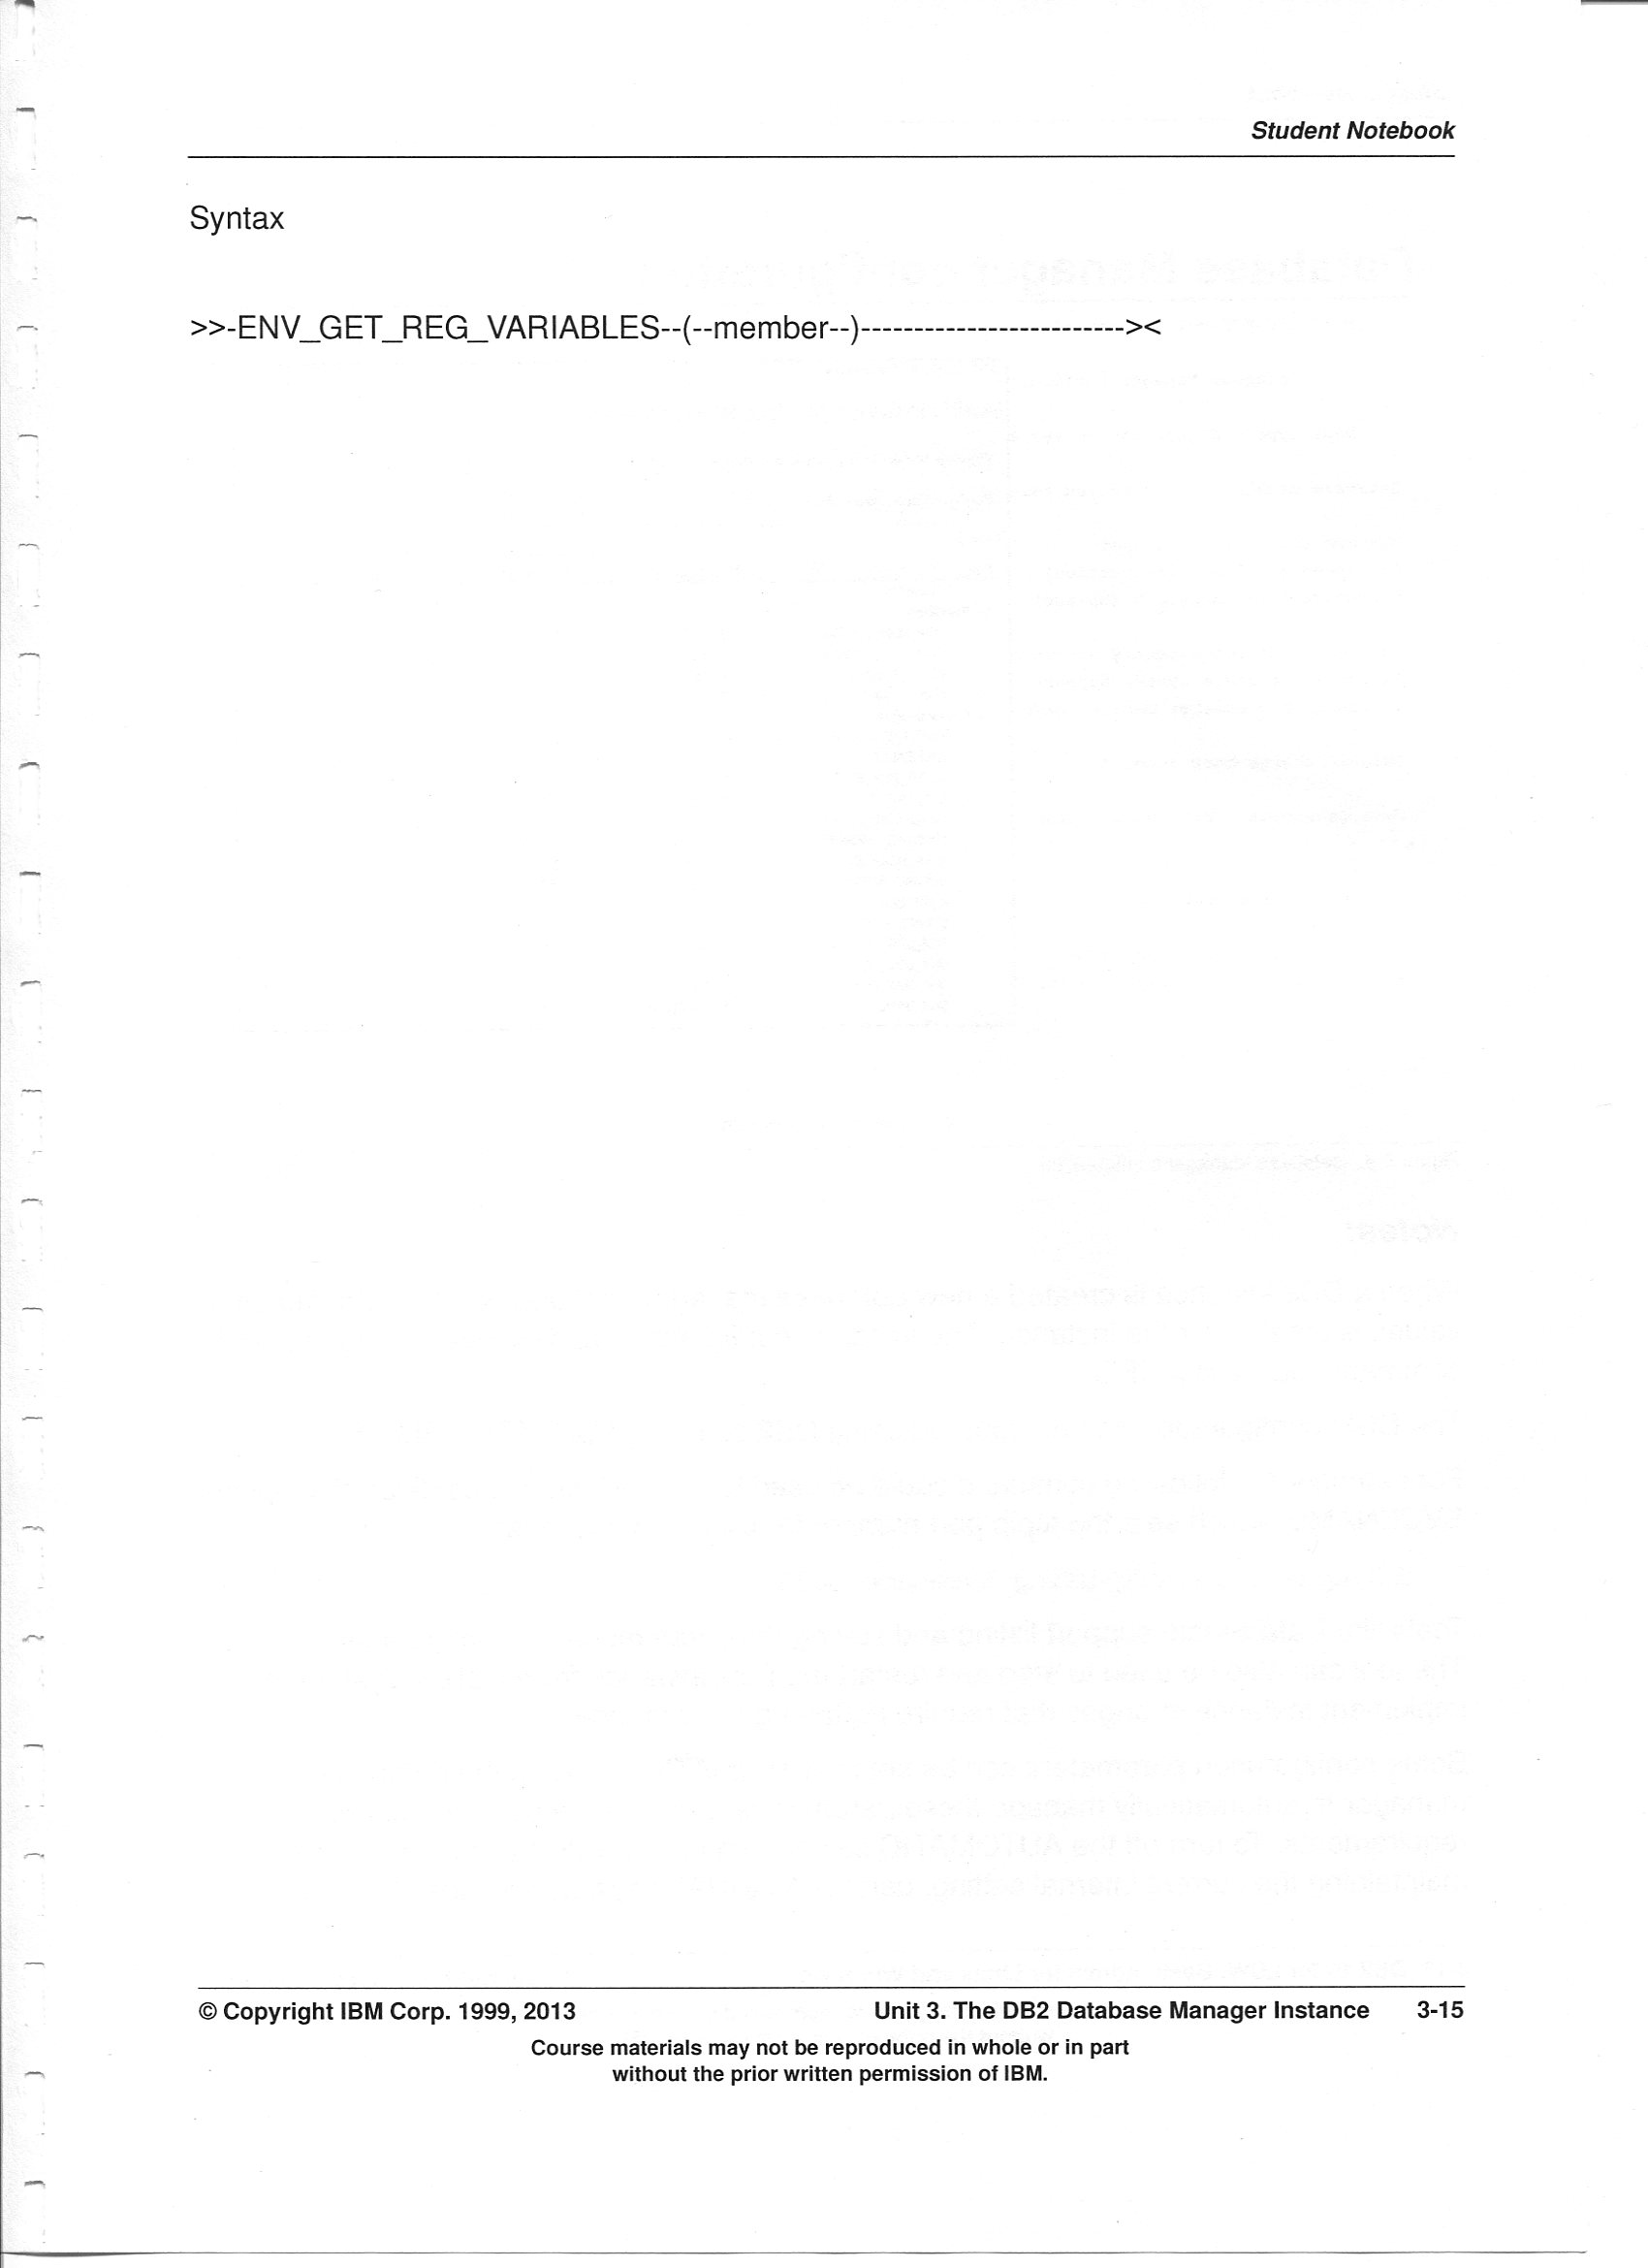 Student Notebook
Syntax
>>-ENV_GET_REG_VARIABLES--(--member--)-------------------------><
© Copyright IBM Corp. 1999, 2013 Unit 3. The DB2 Database Manager Instance 3-15
Course materials may not be reproduced in whole or in part
without the prior written permission of IBM.